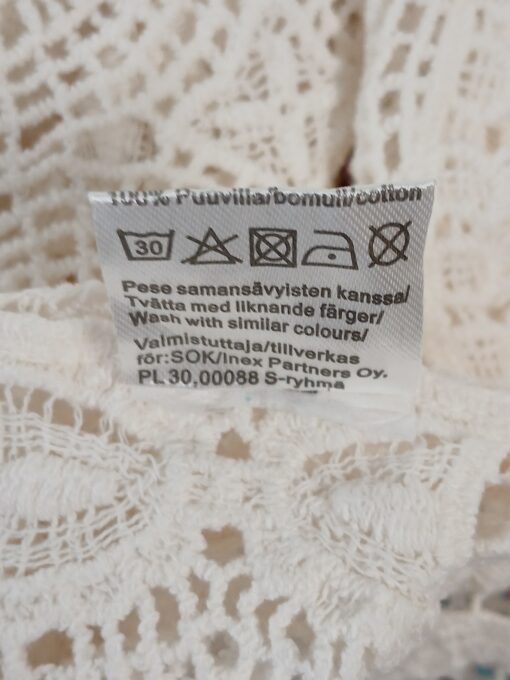 100% Puuvilla/bomull/cotton
30
Pese samansävyisten kanssa/
Tvätta med liknande färger/
Wash with similar colours/
Valmistuttaja/tillverkas
för:SOK/Inex Partners Oy.
PL 30,00088 S-ryhmä